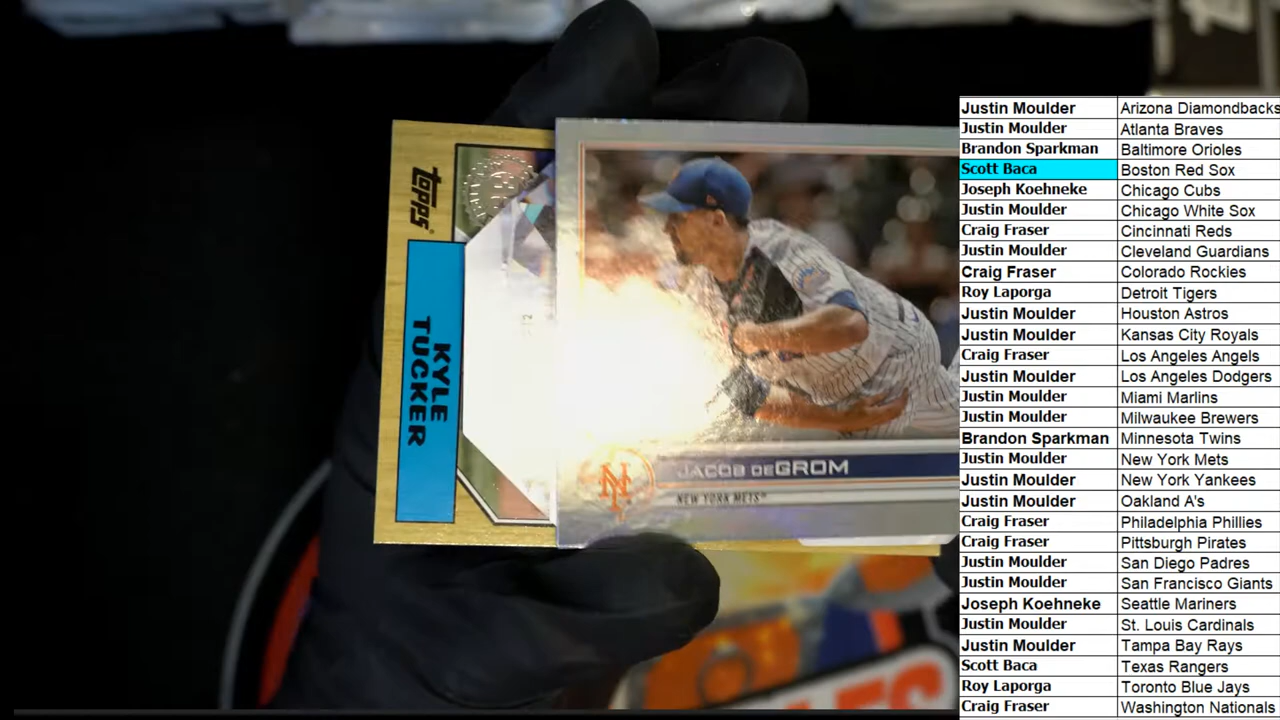 topps
KYLE
TUCKER
NY
JACOB deGROM
NEW YORK METS
Justin Moulder Arizona Diamondbacks
Justin Moulder Atlanta Braves
Brandon Sparkman Baltimore Orioles
Scott Baca Boston Red Sox
Joseph Koehneke Chicago Cubs
Justin Moulder Chicago White Sox
Craig Fraser Cincinnati Reds
Justin Moulder Cleveland Guardians
Craig Fraser Colorado Rockies
Roy Laporga Detroit Tigers
Justin Moulder Houston Astros
Justin Moulder Kansas City Royals
Craig Fraser Los Angeles Angels
Justin Moulder Los Angeles Dodgers
Justin Moulder Miami Marlins
Justin Moulder Milwaukee Brewers
Brandon Sparkman Minnesota Twins
Justin Moulder New York Mets
Justin Moulder New York Yankees
Justin Moulder Oakland A's
Craig Fraser Philadelphia Phillies
Craig Fraser Pittsburgh Pirates
Justin Moulder San Diego Padres
Justin Moulder San Francisco Giants
Joseph Koehneke Seattle Mariners
Justin Moulder St. Louis Cardinals
Justin Moulder Tampa Bay Rays
Scott Baca Texas Rangers
Roy Laporga Toronto Blue Jays
Craig Fraser Washington Nationals